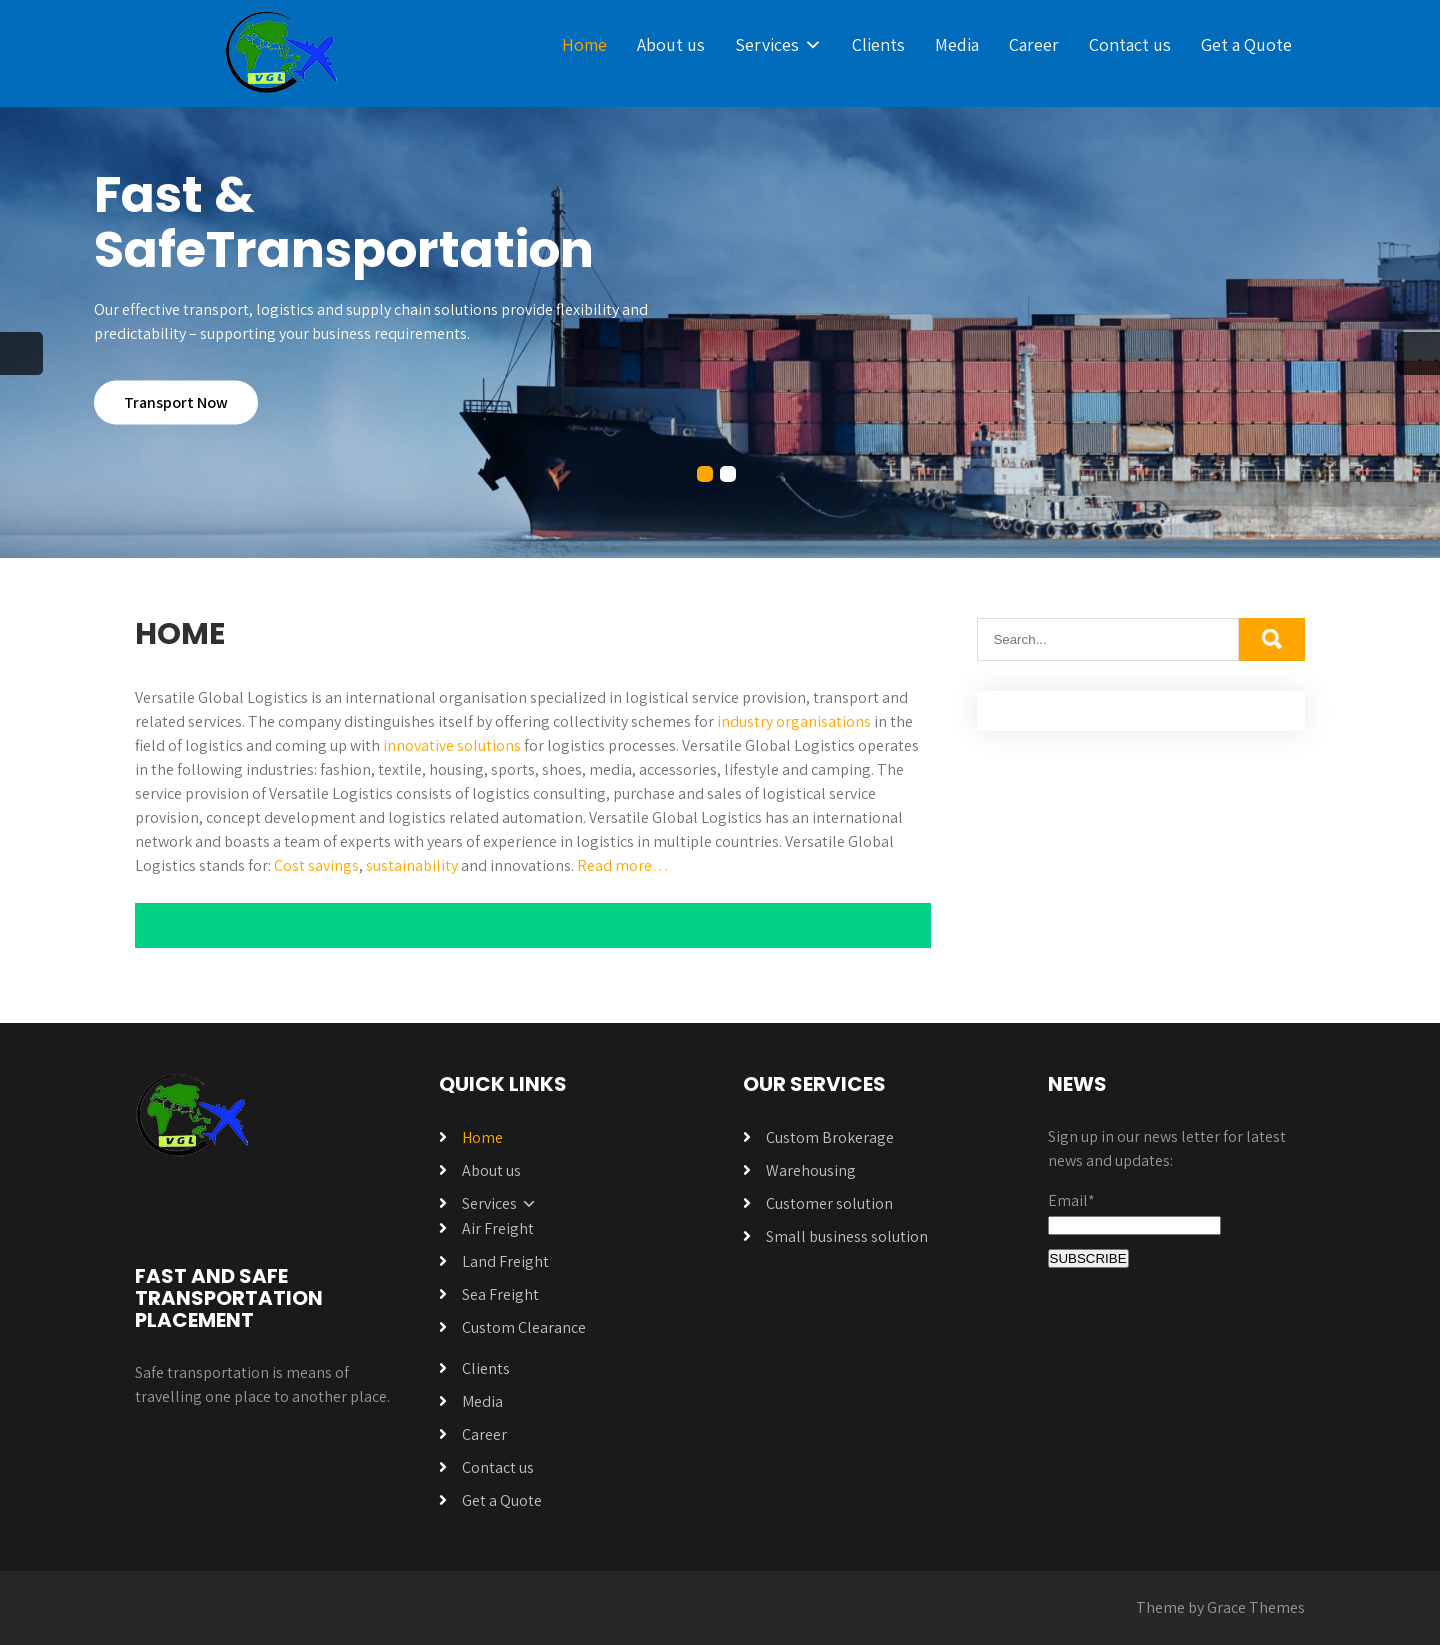 VGL
Home About us Services Clients Media Career Contact us Get a Quote
Fast &
SafeTransportation
Our effective transport, logistics and supply chain solutions provide flexibility and
predictability – supporting your business requirements.
Transport Now
HOME
Search...
Versatile Global Logistics is an international organisation specialized in logistical service provision, transport and
related services. The company distinguishes itself by offering collectivity schemes for industry organisations in the
field of logistics and coming up with innovative solutions for logistics processes. Versatile Global Logistics operates
in the following industries: fashion, textile, housing, sports, shoes, media, accessories, lifestyle and camping. The
service provision of Versatile Logistics consists of logistics consulting, purchase and sales of logistical service
provision, concept development and logistics related automation. Versatile Global Logistics has an international
network and boasts a team of experts with years of experience in logistics in multiple countries. Versatile Global
Logistics stands for: Cost savings, sustainability and innovations. Read more…
VGL
FAST AND SAFE
TRANSPORTATION
PLACEMENT
Safe transportation is means of
travelling one place to another place.
QUICK LINKS
Home
About us
Services
Air Freight
Land Freight
Sea Freight
Custom Clearance
Clients
Media
Career
Contact us
Get a Quote
OUR SERVICES
Custom Brokerage
Warehousing
Customer solution
Small business solution
NEWS
Sign up in our news letter for latest
news and updates:
Email*
SUBSCRIBE
Theme by Grace Themes